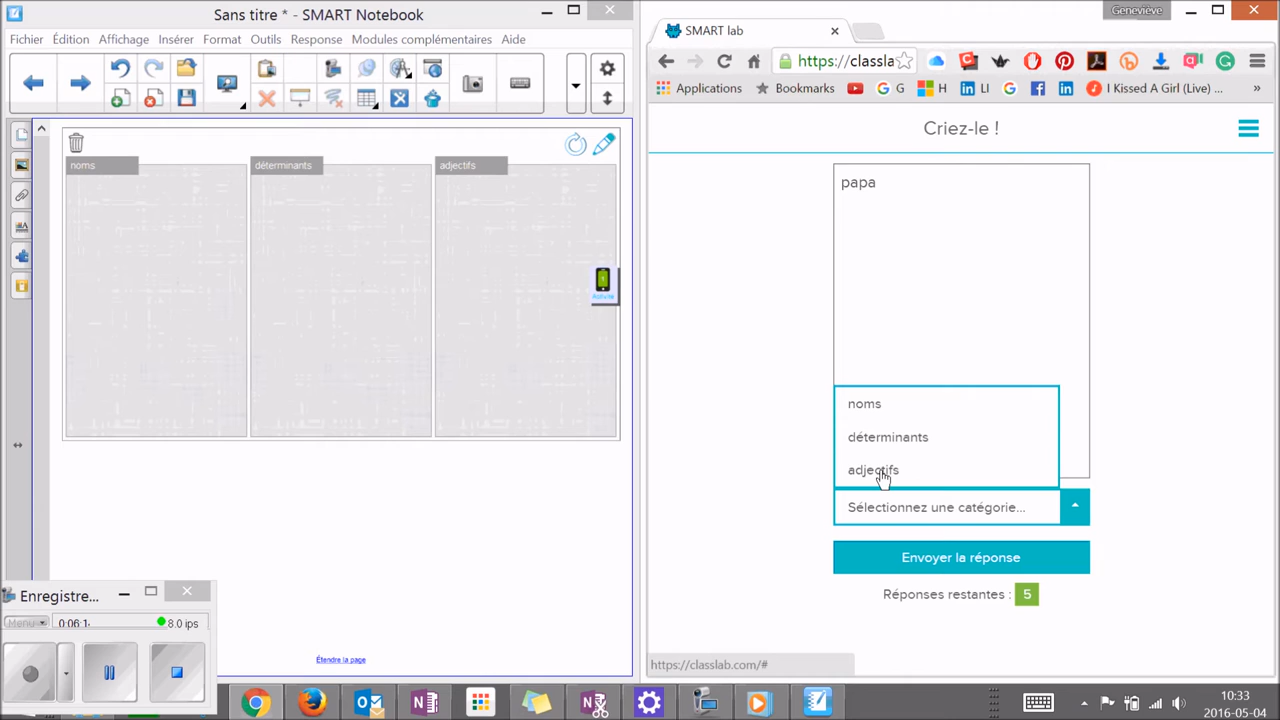 Sans titre * - SMART Notebook
Fichier Édition Affichage Insérer Format Outils Response Modules complémentaires Aide
noms déterminants adjectifs
Activité
Étendre la page
Enregistre...
Menu
0:06:1
8.0 ips
Geneviève
SMART lab
https://classla
Applications Bookmarks G H LI I Kissed A Girl (Live) ... »
Criez-le !
papa
noms
déterminants
adjectifs
Sélectionnez une catégorie...
Envoyer la réponse
Réponses restantes : 5
https://classlab.com/#
10:33
2016-05-04